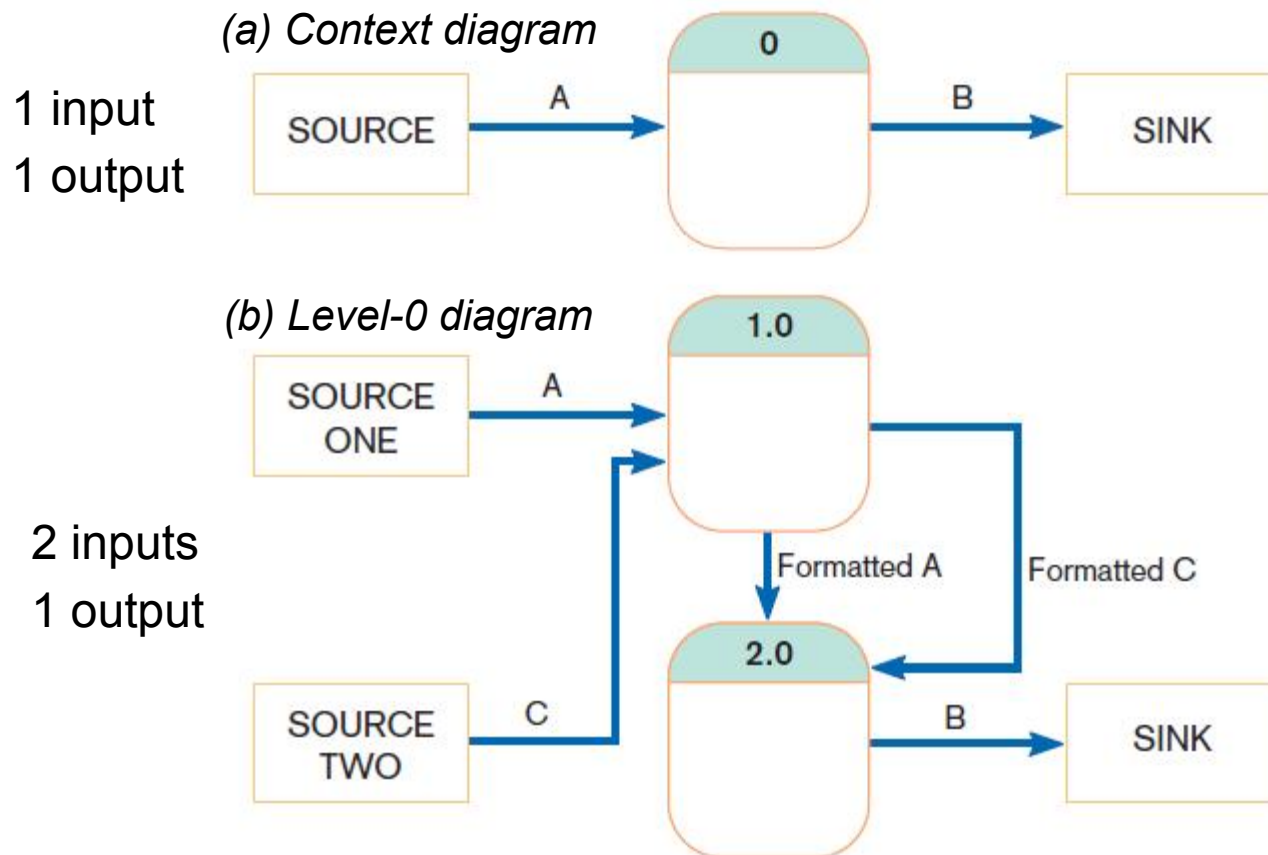 (a) Context diagram
1 input
1 output
SOURCE
A
0
B
SINK
(b) Level-0 diagram
2 inputs
1 output
SOURCE
ONE
A
1.0
Formatted A
Formatted C
SOURCE
TWO
C
2.0
B
SINK